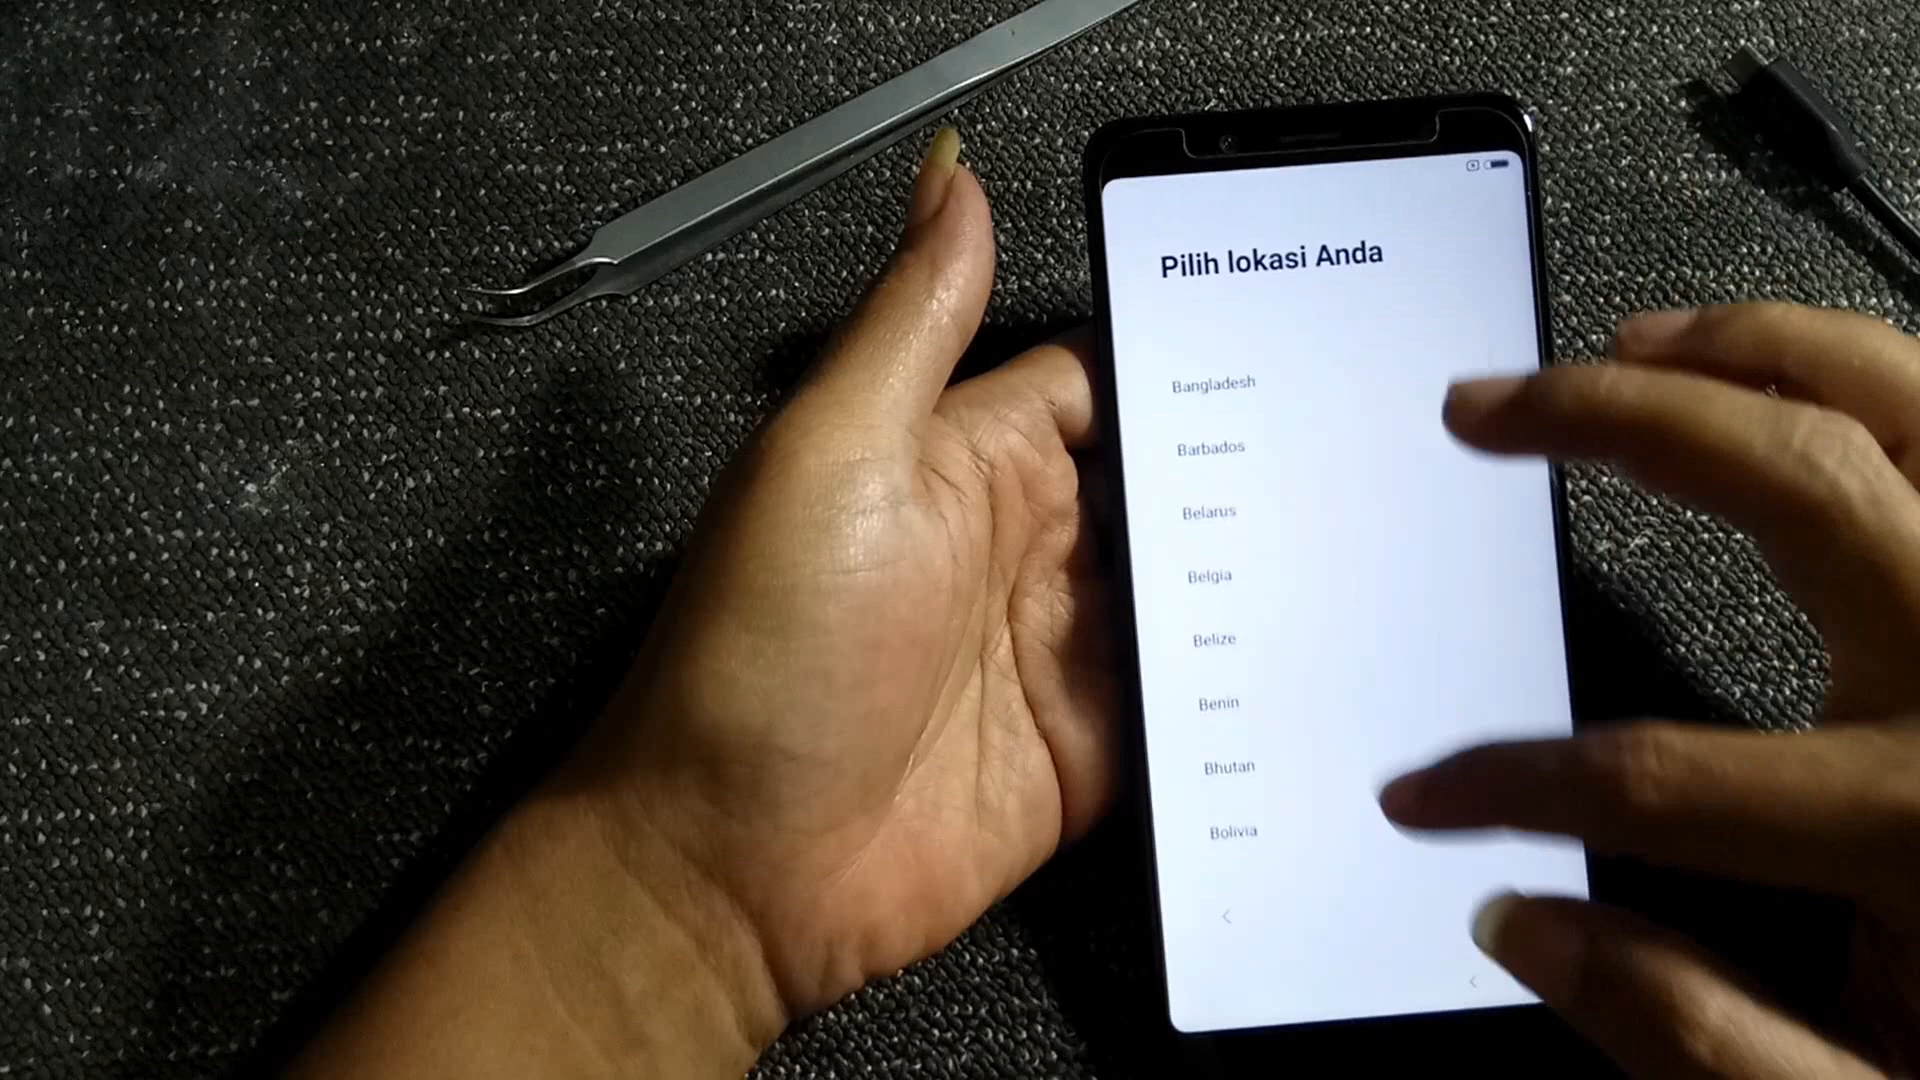 Pilih lokasi Anda
Bangladesh
Barbados
Belarus
Belgia
Belize
Benin
Bhutan
Bolivia